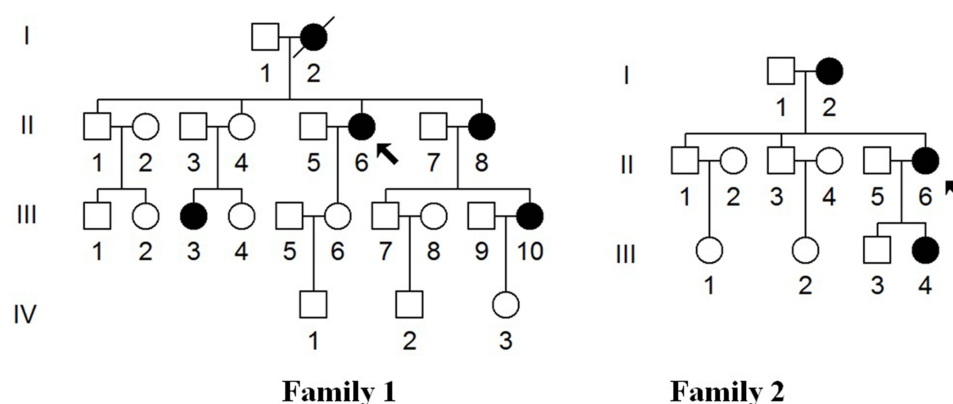 I
1 2
II
1 2 3 4 5 6 7 8
III
1 2 3 4 5 6 7 8 9 10
IV
1 2 3
Family 1
I
1 2
II
1 2 3 4 5 6
III
1 2 3 4
Family 2